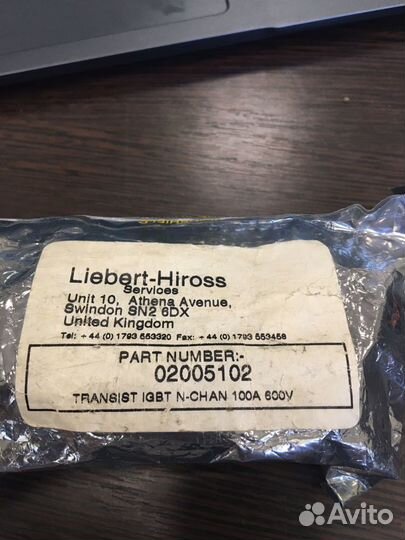 Liebert-Hiross
Services
Unit 10, Athena Avenue,
Swindon SN2 6DX
United Kingdom
Tel: +44 (0) 1793 553320 Fax: +44 (0) 1793 553458
PART NUMBER:-
02005102
TRANSIST IGBT N-CHAN 100A 600V
Avito